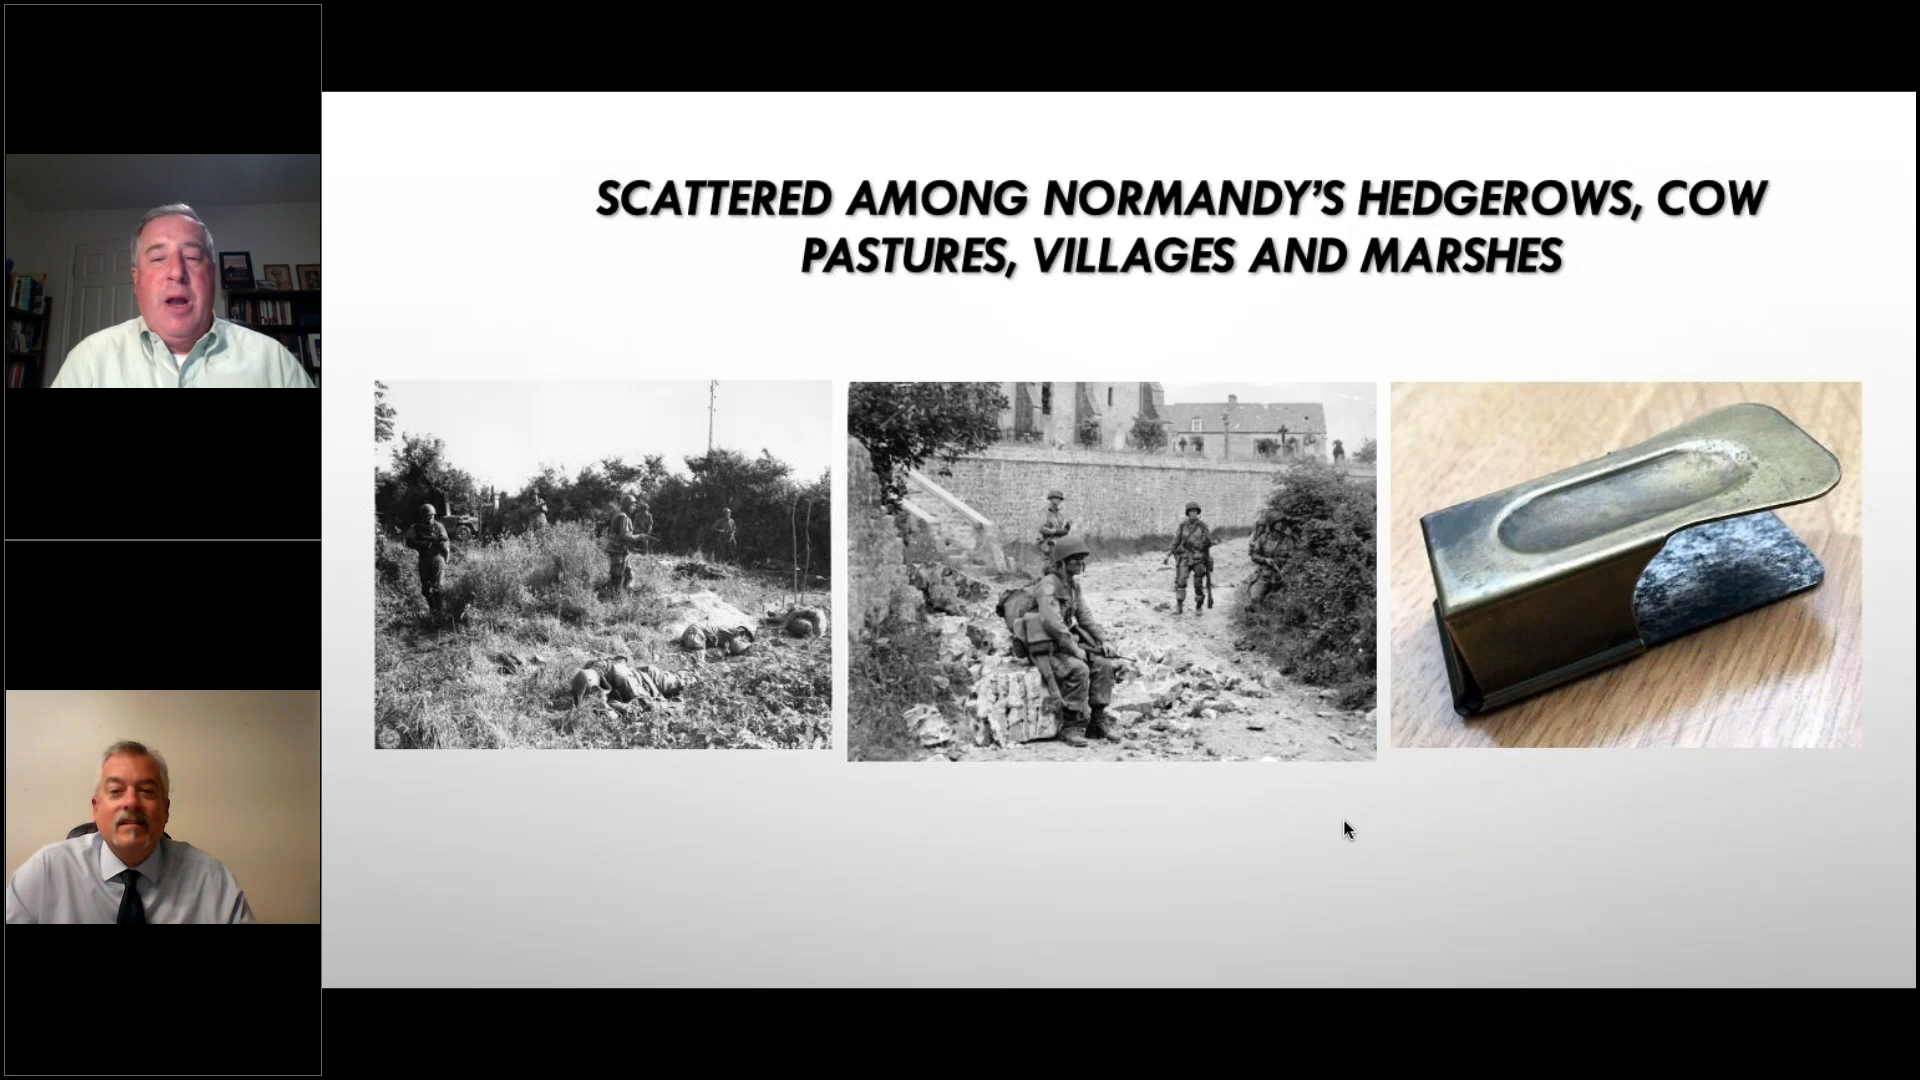 SCATTERED AMONG NORMANDY’S HEDGEROWS, COW
PASTURES, VILLAGES AND MARSHES